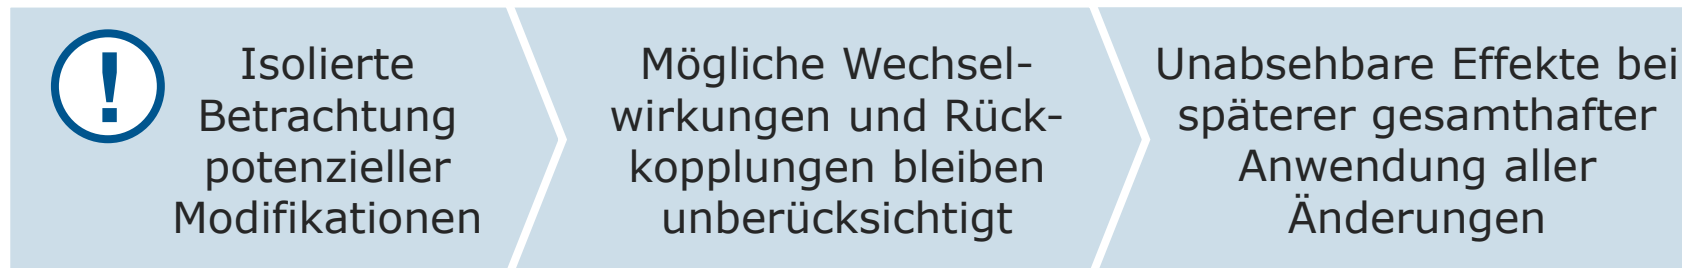 !
Isolierte
Betrachtung
potenzieller
Modifikationen
Mögliche Wechsel-
wirkungen und Rück-
kopplungen bleiben
unberücksichtigt
Unabsehbare Effekte bei
späterer gesamthafter
Anwendung aller
Änderungen